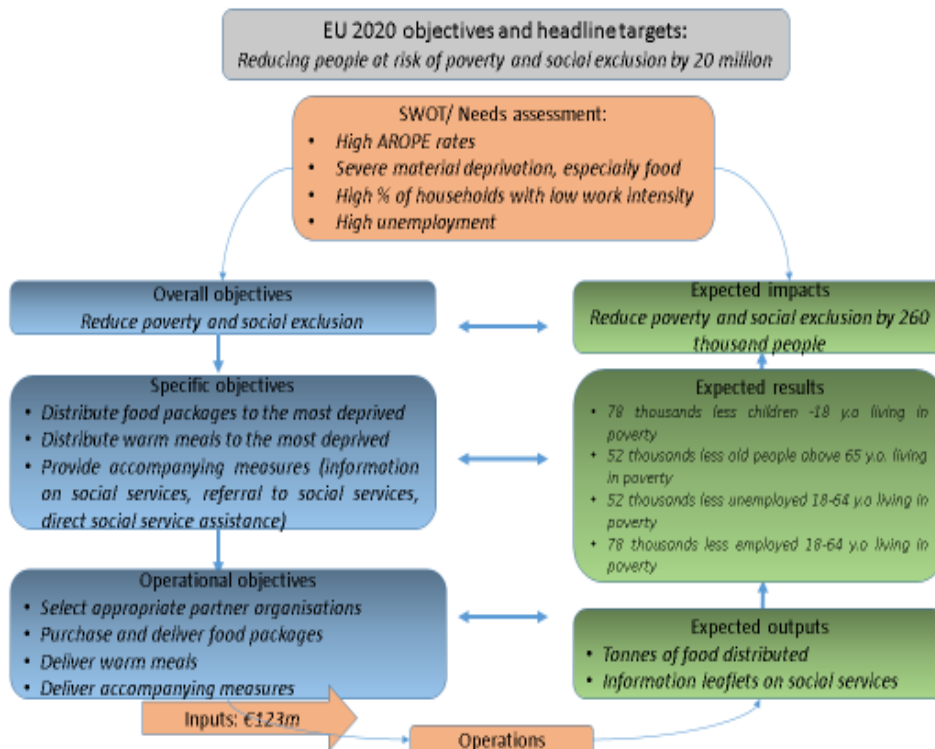 EU 2020 objectives and headline targets:
Reducing people at risk of poverty and social exclusion by 20 million
SWOT/ Needs assessment:
• High AROPE rates
• Severe material deprivation, especially food
• High % of households with low work intensity
• High unemployment
Overall objectives
Reduce poverty and social exclusion
Specific objectives
• Distribute food packages to the most deprived
• Distribute warm meals to the most deprived
• Provide accompanying measures (information
on social services, referral to social services,
direct social service assistance)
Operational objectives
• Select appropriate partner organisations
• Purchase and deliver food packages
• Deliver warm meals
• Deliver accompanying measures
Inputs: €123m
Operations
Expected impacts
Reduce poverty and social exclusion by 260
thousand people
Expected results
• 78 thousands less children -18 y.o living in
poverty
• 52 thousands less old people above 65 y.o. living
in poverty
• 52 thousands less unemployed 18-64 y.o living in
poverty
• 78 thousands less employed 18-64 y.o living in
poverty
Expected outputs
• Tonnes of food distributed
• Information leaflets on social services